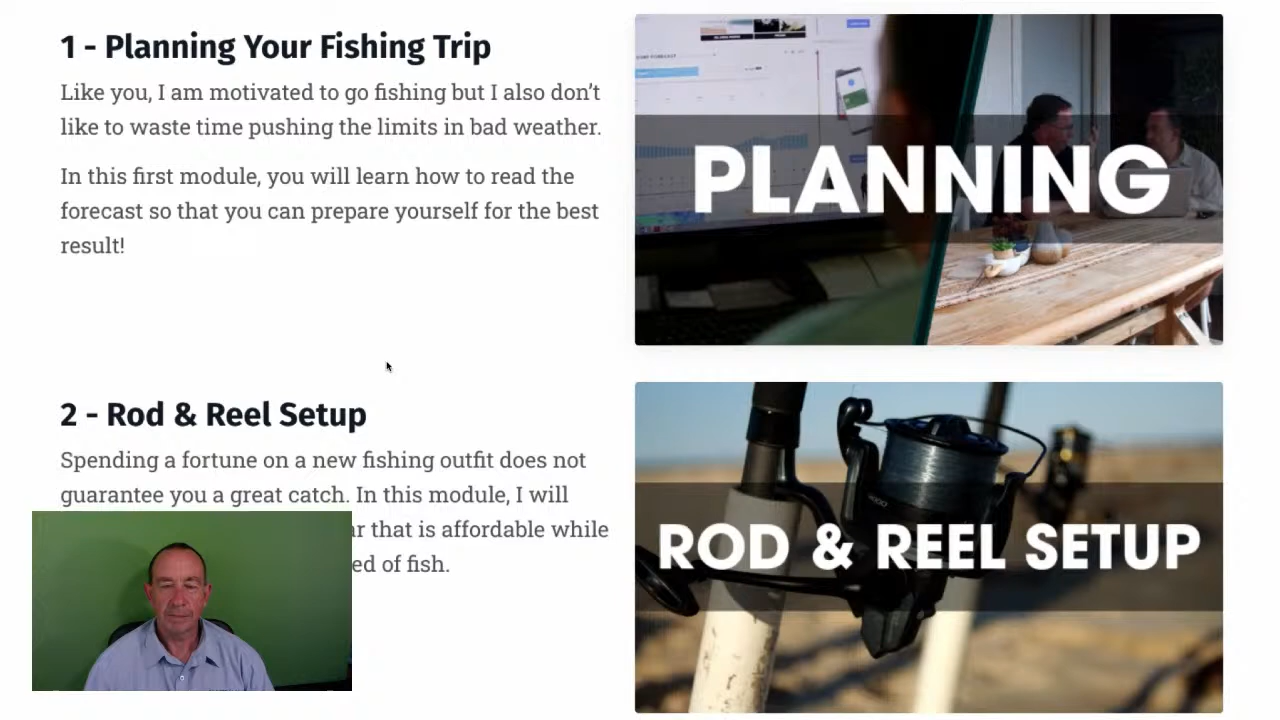 1 - Planning Your Fishing Trip
Like you, I am motivated to go fishing but I also don’t
like to waste time pushing the limits in bad weather.
In this first module, you will learn how to read the
forecast so that you can prepare yourself for the best
result!
PLANNING
2 - Rod & Reel Setup
Spending a fortune on a new fishing outfit does not
guarantee you a great catch. In this module, I will
that is affordable while
of fish.
ROD & REEL SETUP